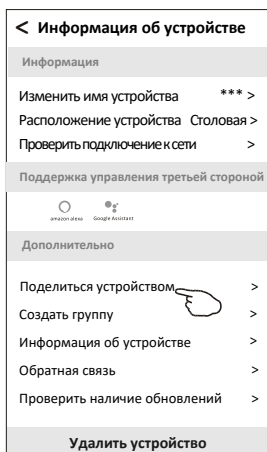 < Информация об устройстве
Информация
Изменить имя устройства *** >
Расположение устройства Столовая >
Проверить подключение к сети >
Поддержка управления третьей стороной
amazon alexa Google Assistant
Дополнительно
Поделиться устройством >
Создать группу >
Информация об устройстве >
Обратная связь >
Проверить наличие обновлений >
Удалить устройство